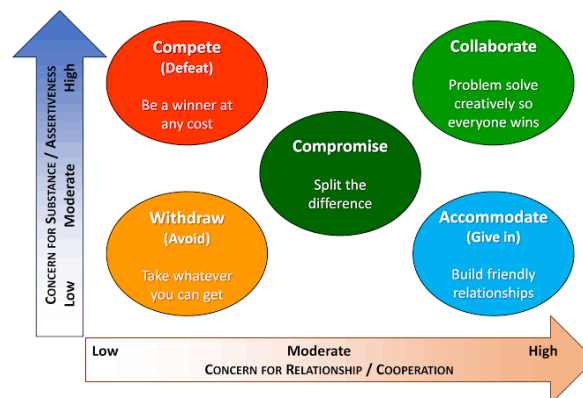 Compete
(Defeat)
Be a winner at
any cost
Collaborate
Problem solve
creatively so
everyone wins
Compromise
Split the
difference
Withdraw
(Avoid)
Take whatever
you can get
Accommodate
(Give in)
Build friendly
relationships
CONCERN FOR SUBSTANCE / ASSERTIVENESS
Low Moderate High
Low Moderate High
CONCERN FOR RELATIONSHIP / COOPERATION